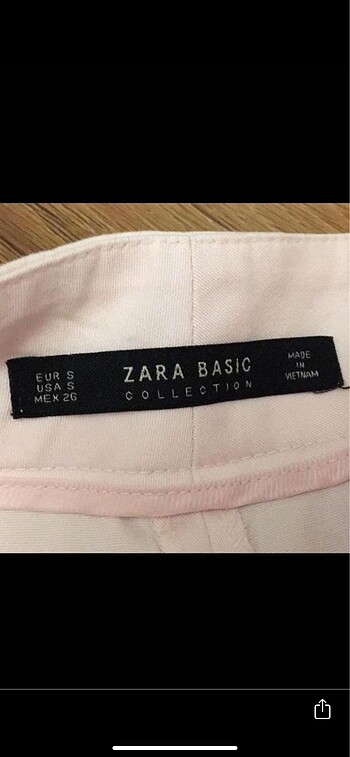 EUR S
USA S
MEX 26
ZARA BASIC
COLLECTION
MADE
IN
VIETNAM